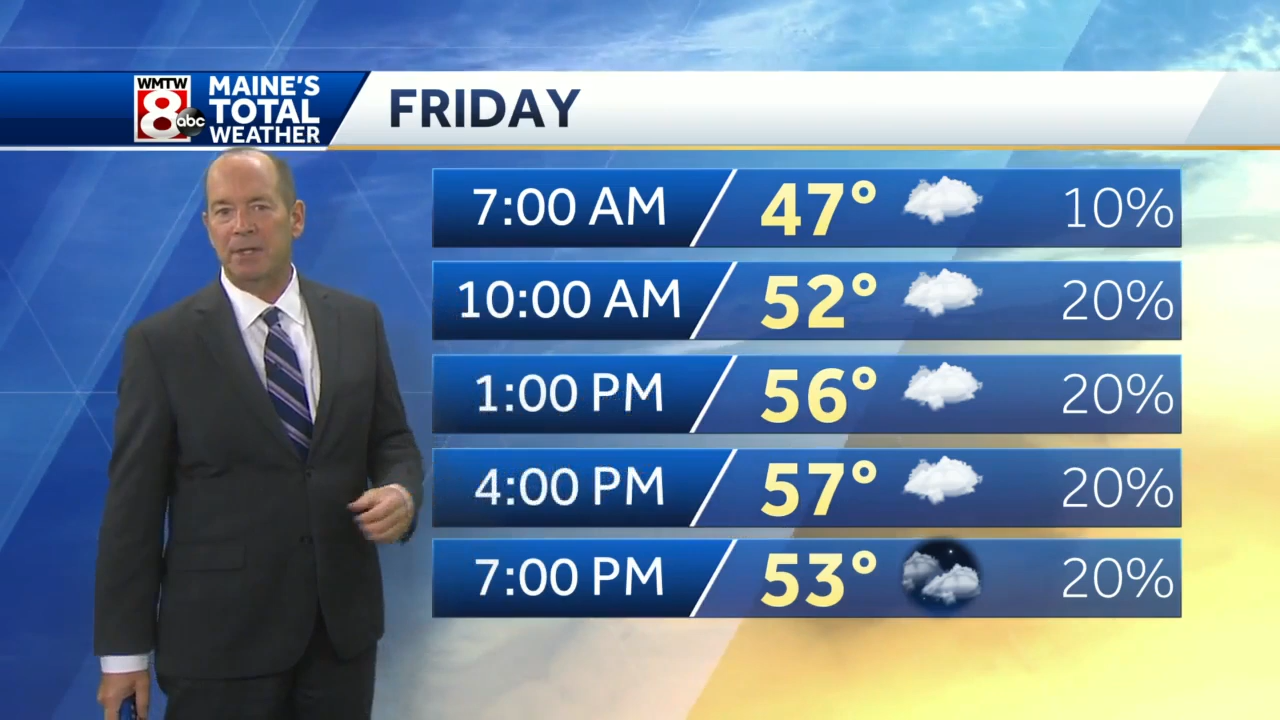 WMTW
8
abc
MAINE'S
TOTAL
WEATHER
FRIDAY
7:00 AM 47° 10%
10:00 AM 52° 20%
1:00 PM 56° 20%
4:00 PM 57° 20%
7:00 PM 53° 20%